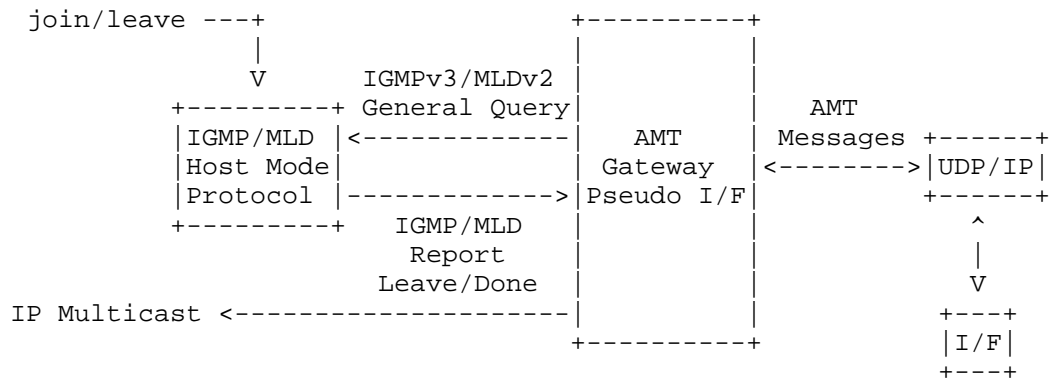 join/leave ---+ +----------+
| | |
V IGMPv3/MLDv2 | |
+---------+ General Query| | AMT
|IGMP/MLD |<-------------| AMT | Messages +------+
|Host Mode| | Gateway |<-------->|UDP/IP|
|Protocol |------------->|Pseudo I/F| +------+
+---------+ IGMP/MLD | | ^
Report | | |
Leave/Done | | V
IP Multicast <---------------------| | +---+
+----------+ |I/F|
+---+